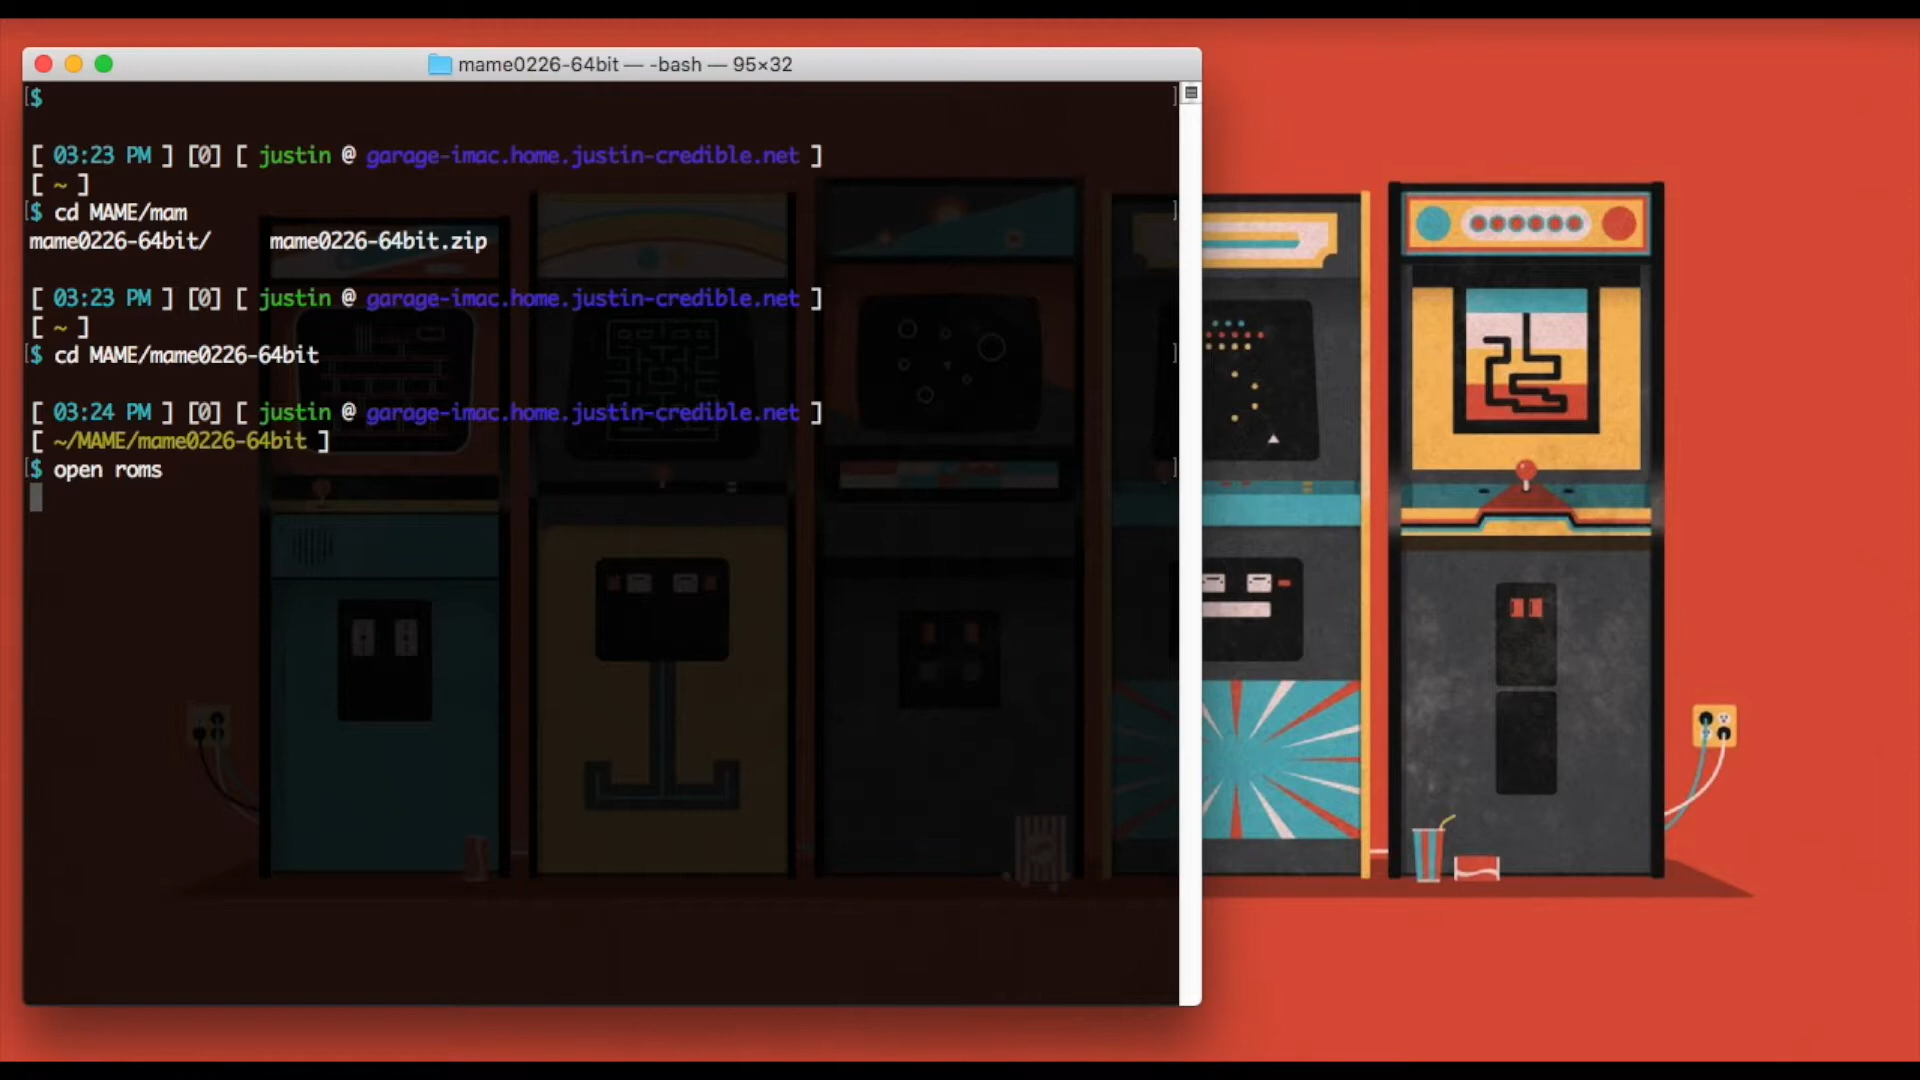 mame0226-64bit — -bash — 95×32
[$ ]
[ 03:23 PM ] [0] [ justin @ garage-imac.home.justin-credible.net ]
[ ~ ]
[$ cd MAME/mam ]
mame0226-64bit/ mame0226-64bit.zip
[ 03:23 PM ] [0] [ justin @ garage-imac.home.justin-credible.net ]
[ ~ ]
[$ cd MAME/mame0226-64bit ]
[ 03:24 PM ] [0] [ justin @ garage-imac.home.justin-credible.net ]
[ ~/MAME/mame0226-64bit ]
[$ open roms ]